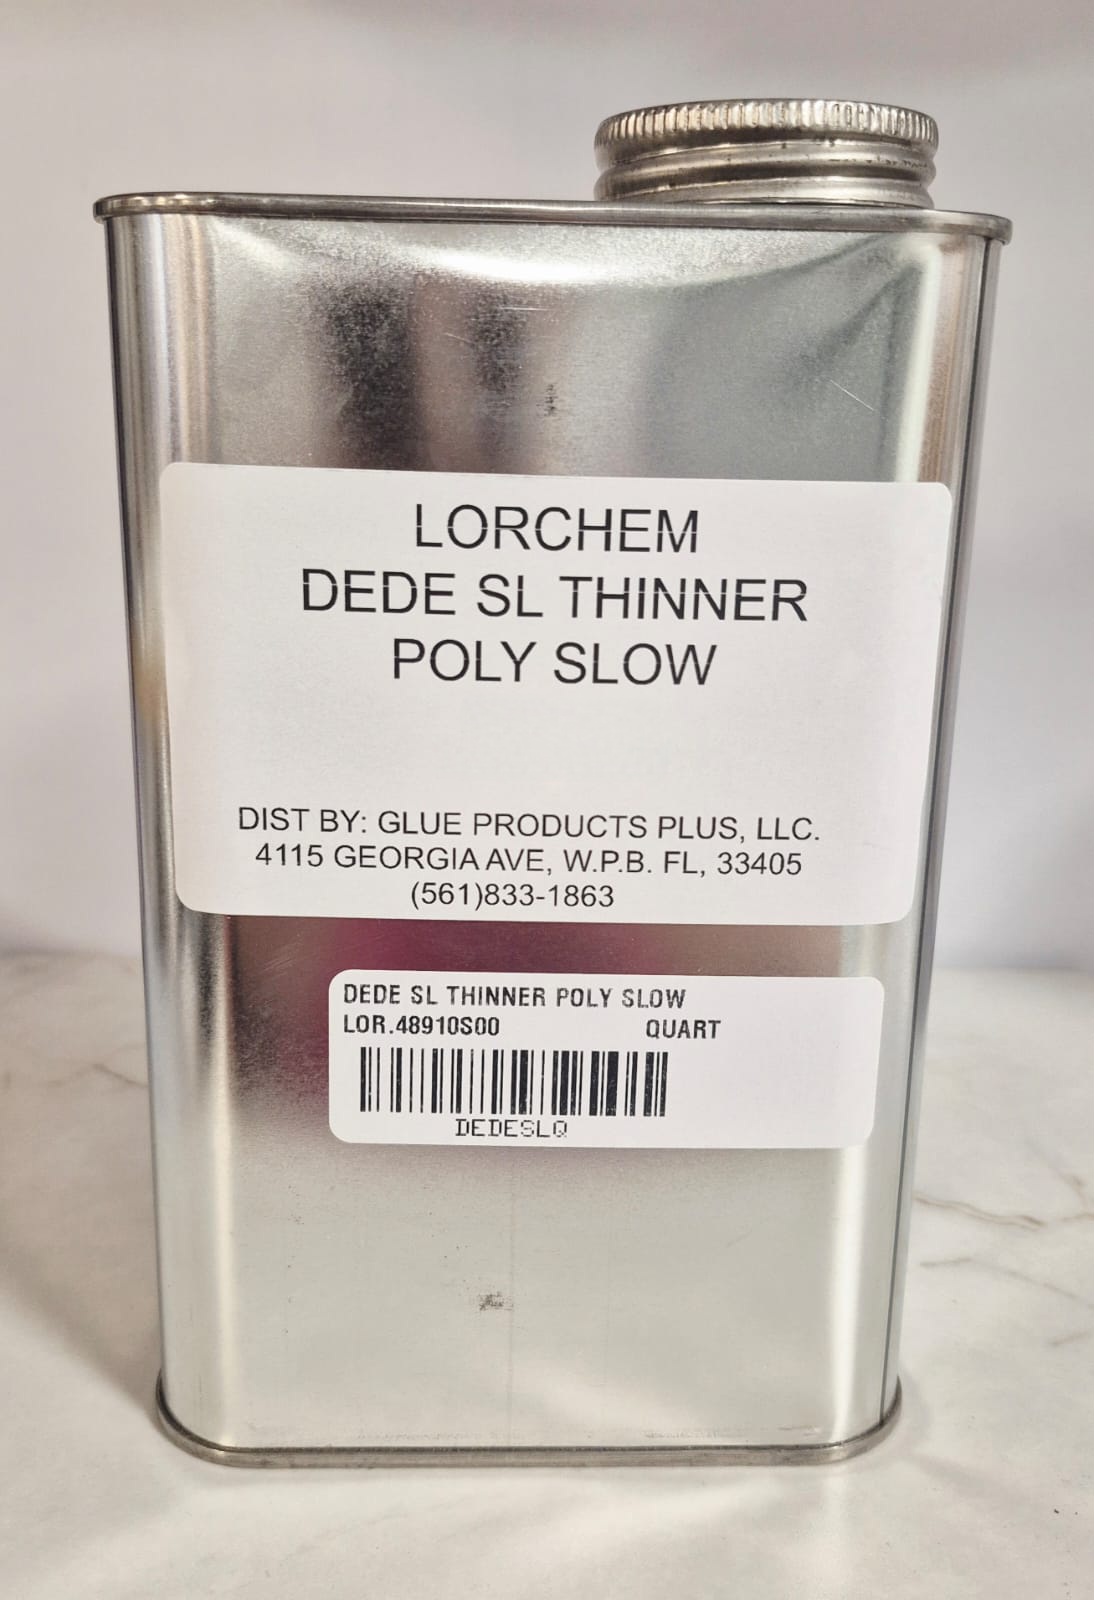 LORCHEM
DEDE SL THINNER
POLY SLOW
DIST BY: GLUE PRODUCTS PLUS, LLC.
4115 GEORGIA AVE, W.P.B. FL, 33405
(561)833-1863
DEDE SL THINNER POLY SLOW
LOR.48910S00 QUART
DEDESLQ